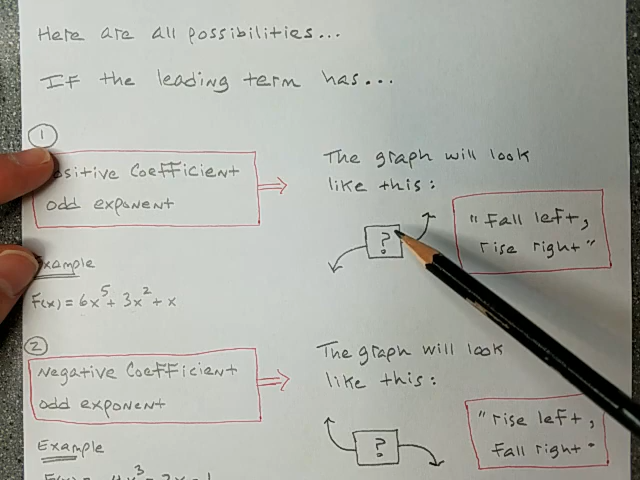 Here are all possibilities...
If the leading term has...
1
ositive Coefficient
odd exponent
The graph will look
like this:
?
"Fall left,
rise right"
Example
F(x) = 6x⁵ + 3x² + x
2
Negative Coefficient
odd exponent
The graph will look
like this:
?
"rise left,
Fall right"
Example